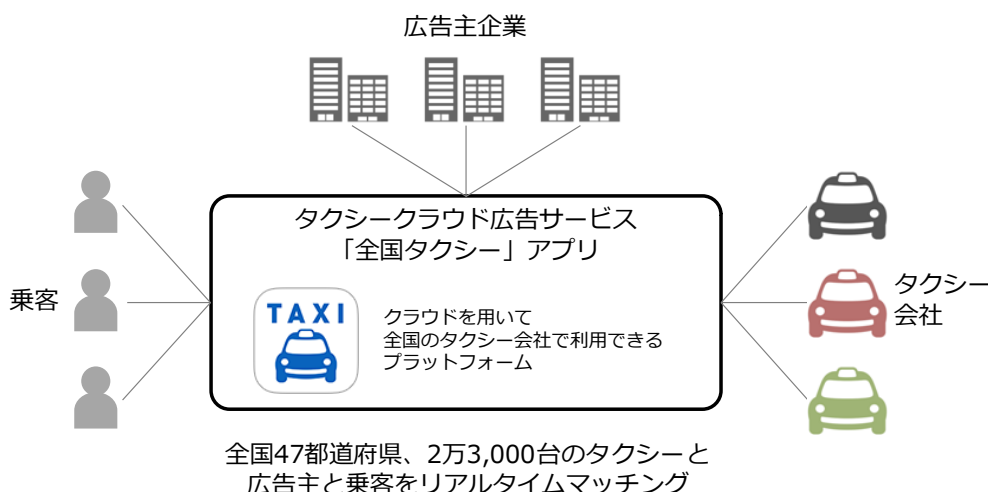 広告主企業
タクシークラウド広告サービス
「全国タクシー」アプリ
乗客
TAXI
クラウドを用いて
全国のタクシー会社で利用できる
プラットフォーム
タクシー
会社
全国47都道府県、2万3,000台のタクシーと
広告主と乗客をリアルタイムマッチング